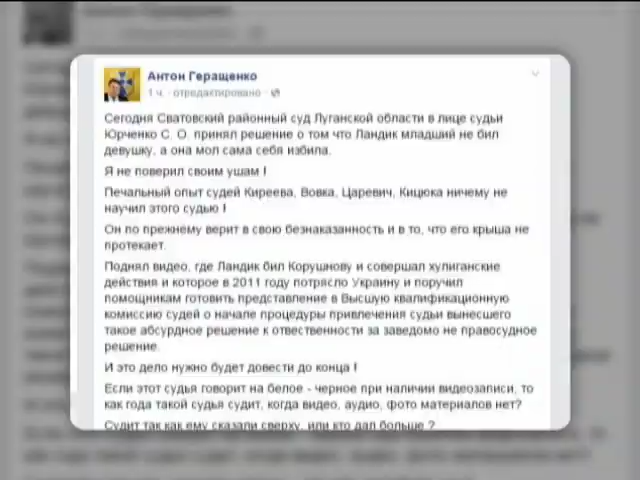 Антон Геращенко
1 ч. · отредактировано ·
Сегодня Сватовский районный суд Луганской области в лице судьи
Юрченко С. О. принял решение о том что Ландик младший не бил
девушку, а она мол сама себя избила.
Я не поверил своим ушам !
Печальный опыт судей Киреева, Вовка, Царевич, Кицюка ничему не
научил этого судью !
Он по прежнему верит в свою безнаказанность и в то, что его крыша не
протекает.
Поднял видео, где Ландик бил Корушнову и совершал хулиганские
действия и которое в 2011 году потрясло Украину и поручил
помощникам готовить представление в Высшую квалификационную
комиссию судей о начале процедуры привлечения судьи вынесшего
такое абсурдное решение к отвественности за заведомо не правосудное
решение.
И это дело нужно будет довести до конца !
Если этот судья говорит на белое - черное при наличии видеозаписи, то
как года такой судья судит, когда видео, аудио, фото материалов нет?
Судит так как ему сказали сверху, или кто дал больше ?